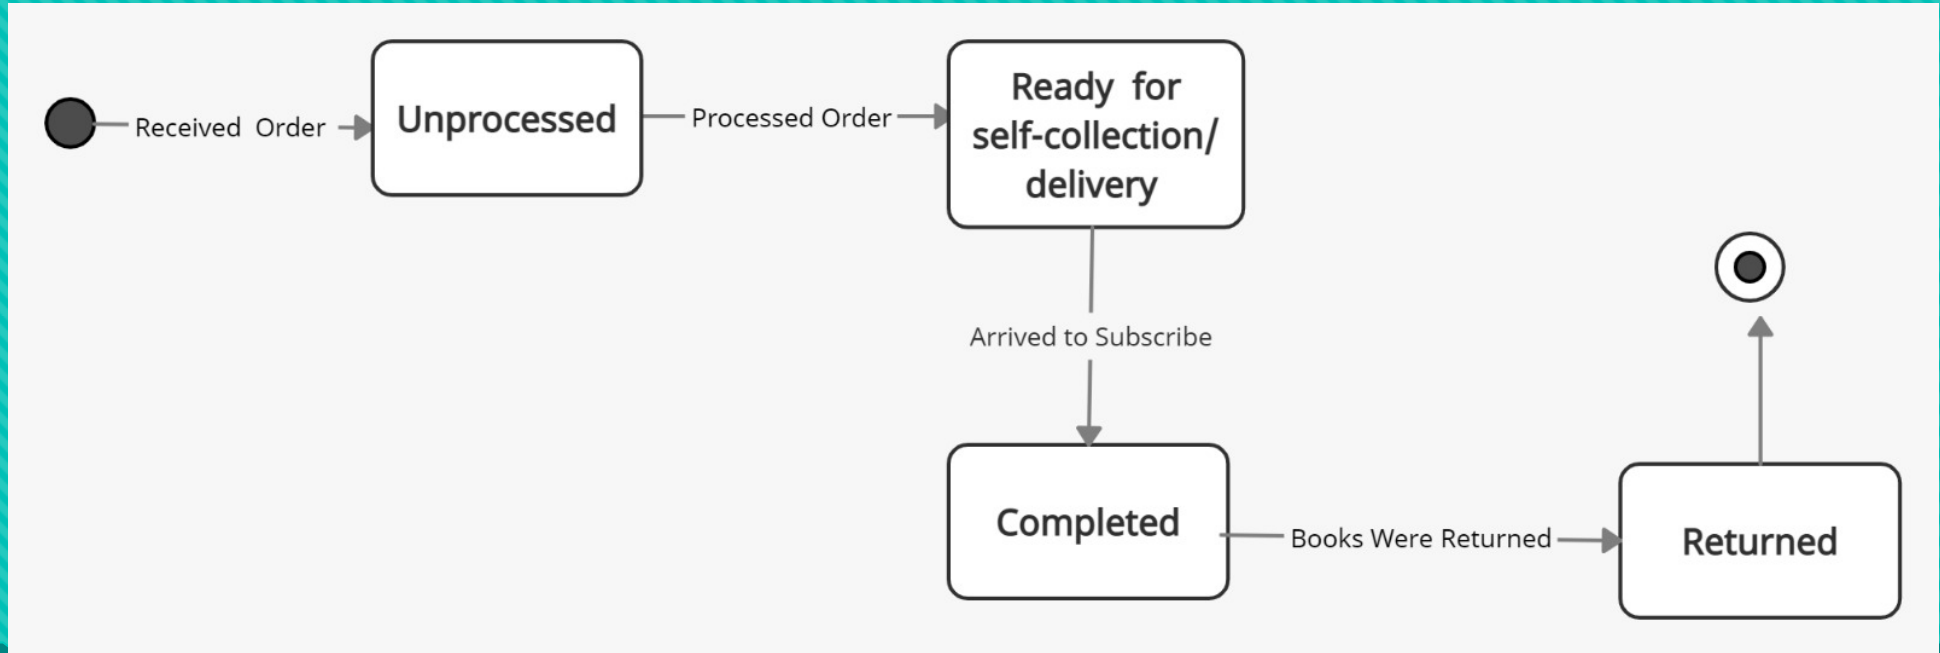 Received Order
Unprocessed
Processed Order
Ready for
self-collection/
delivery
Arrived to Subscribe
Completed
Books Were Returned
Returned